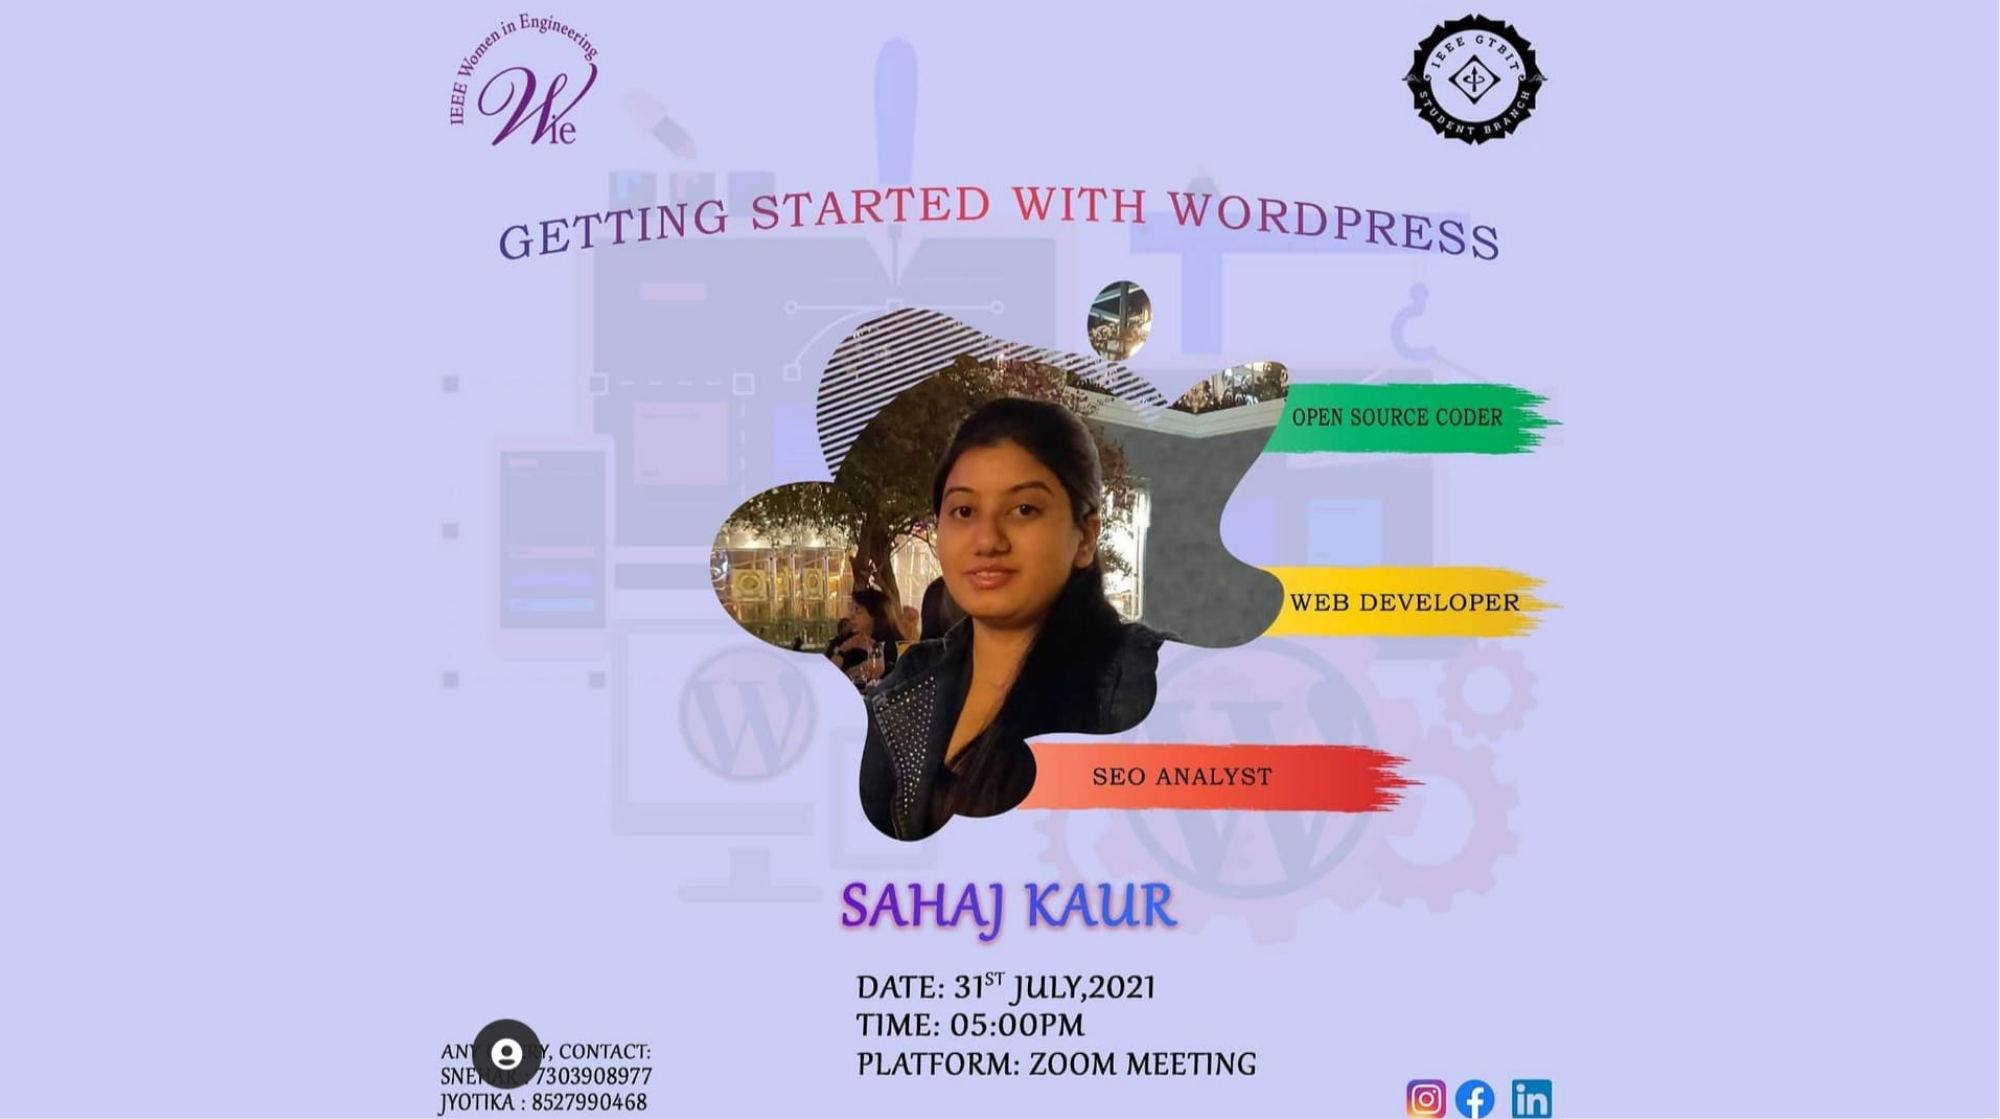 IEEE Women in Engineering
Wie
IEEE GTBIT
STUDENT BRANCH
GETTING STARTED WITH WORDPRESS
OPEN SOURCE CODER
WEB DEVELOPER
SEO ANALYST
SAHAJ KAUR
DATE: 31ST JULY,2021
TIME: 05:00PM
PLATFORM: ZOOM MEETING
CONTACT:
: 7303908977
JYOTIKA : 8527990468